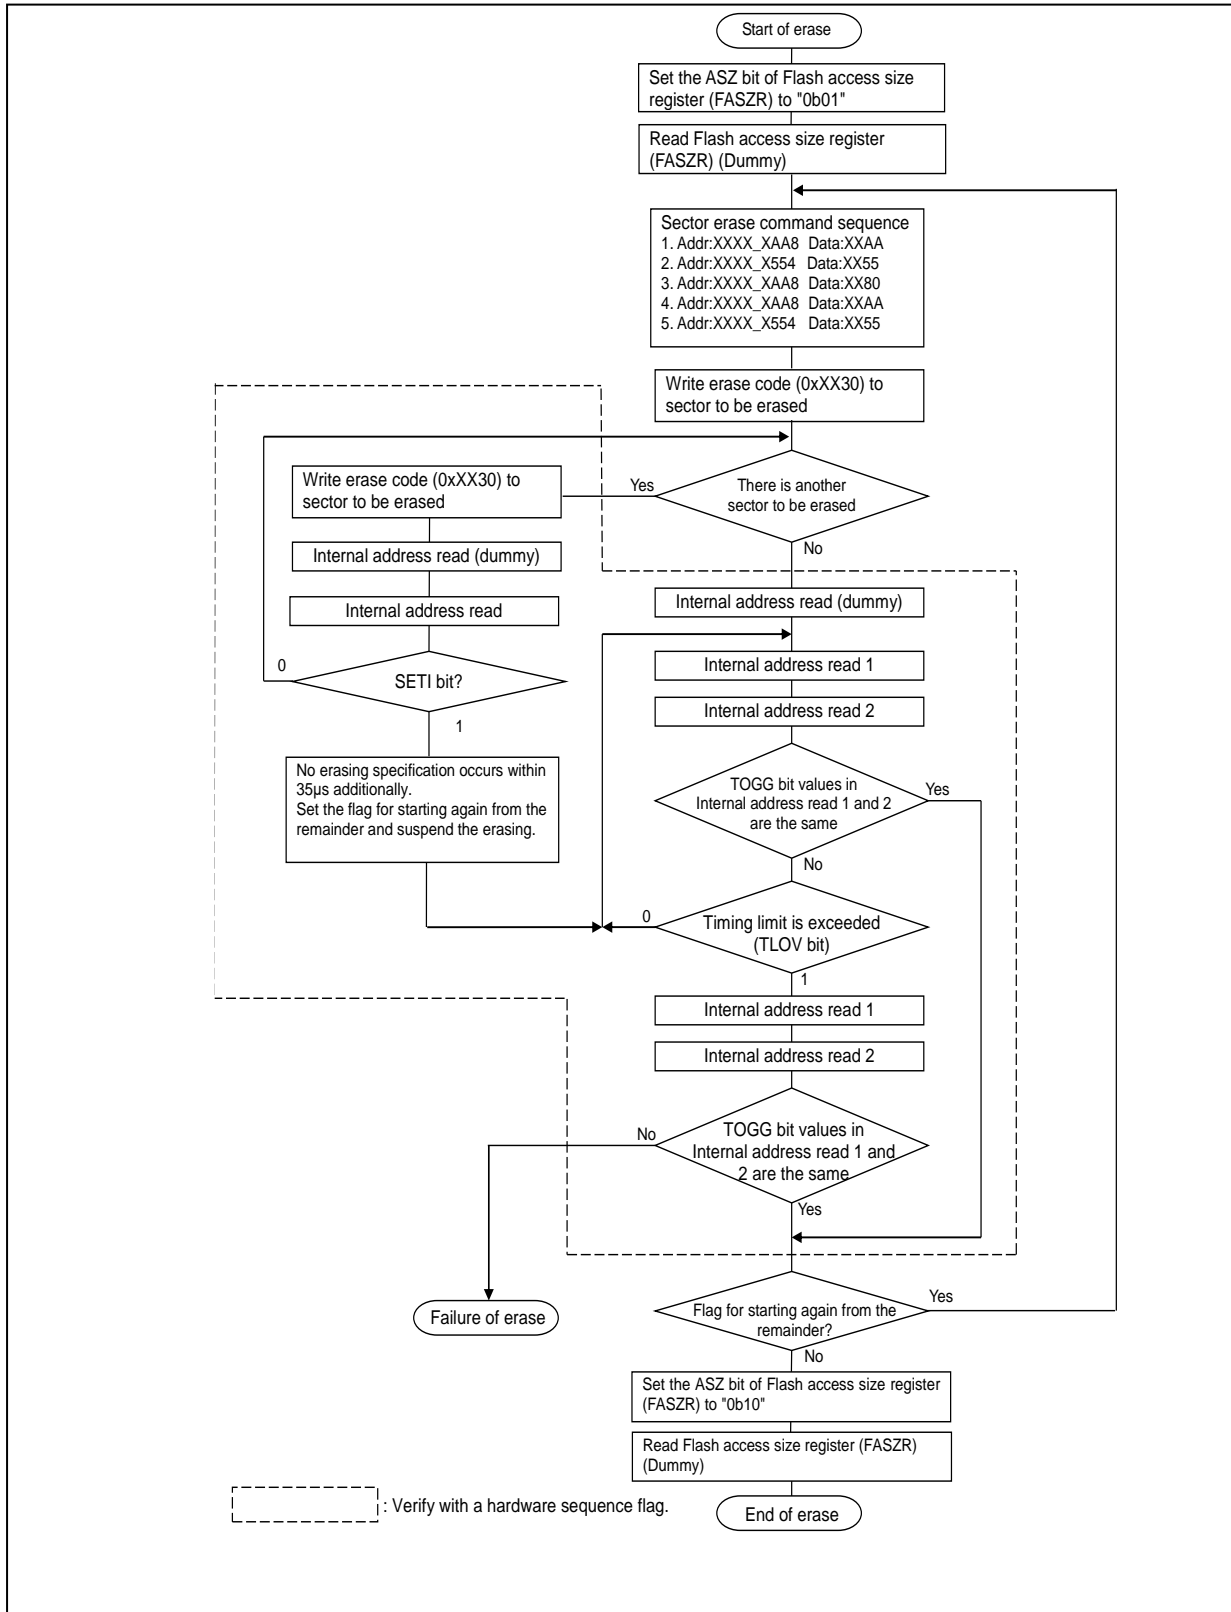 Start of erase
Set the ASZ bit of Flash access size
register (FASZR) to "0b01"
Read Flash access size register
(FASZR) (Dummy)
Sector erase command sequence
1. Addr:XXXX_XAA8 Data:XXAA
2. Addr:XXXX_X554 Data:XX55
3. Addr:XXXX_XAA8 Data:XX80
4. Addr:XXXX_XAA8 Data:XXAA
5. Addr:XXXX_X554 Data:XX55
Write erase code (0xXX30) to
sector to be erased
There is another
sector to be erased
Yes
No
Write erase code (0xXX30) to
sector to be erased
Internal address read (dummy)
Internal address read
SETI bit?
0
1
No erasing specification occurs within
35µs additionally.
Set the flag for starting again from the
remainder and suspend the erasing.
Internal address read (dummy)
Internal address read 1
Internal address read 2
TOGG bit values in
Internal address read 1 and 2
are the same
Yes
No
Timing limit is exceeded
(TLOV bit)
0
1
Internal address read 1
Internal address read 2
TOGG bit values in
Internal address read 1 and
2 are the same
No
Yes
Failure of erase
Flag for starting again from the
remainder?
Yes
No
Set the ASZ bit of Flash access size register
(FASZR) to "0b10"
Read Flash access size register (FASZR)
(Dummy)
End of erase
: Verify with a hardware sequence flag.